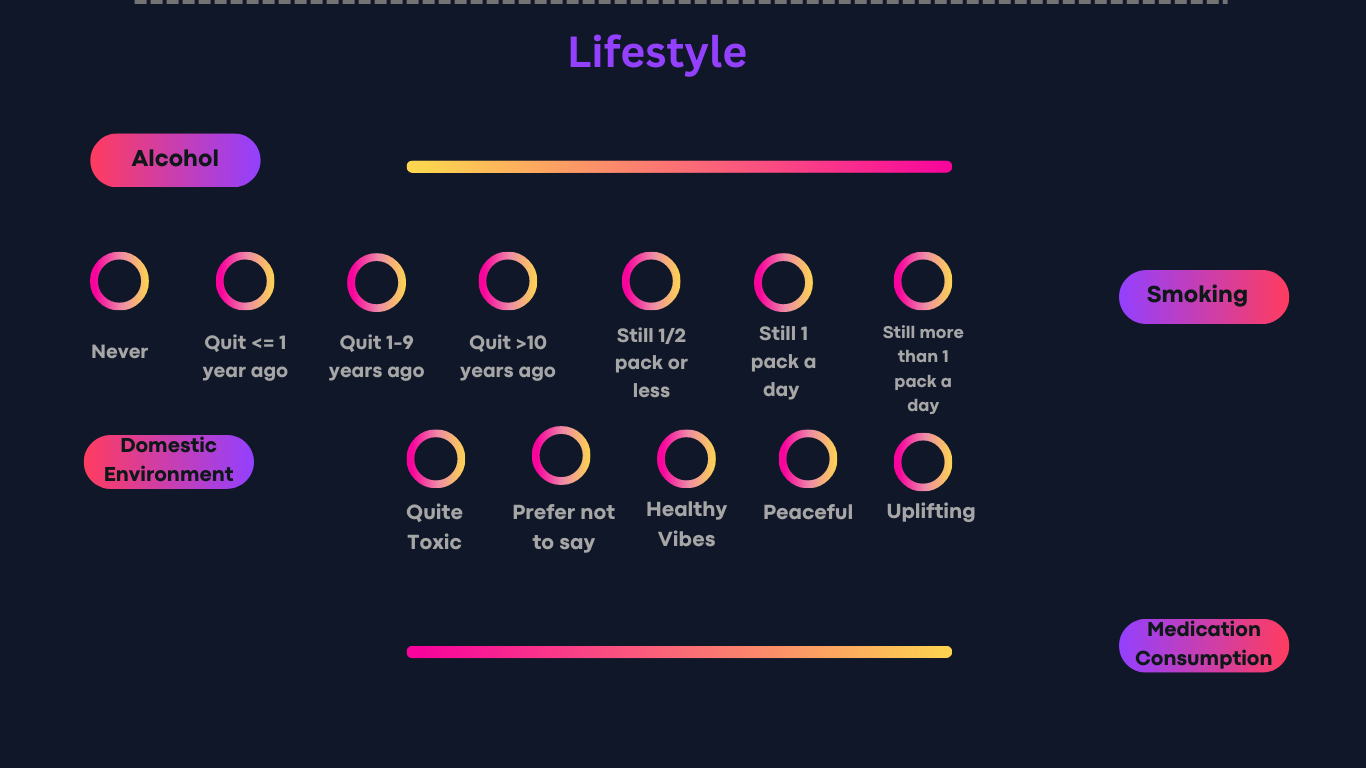 Lifestyle
Alcohol
Never
Quit <= 1
year ago
Quit 1-9
years ago
Quit >10
years ago
Still 1/2
pack or
less
Still 1
pack a
day
Still more
than 1
pack a
day
Smoking
Domestic
Environment
Quite
Toxic
Prefer not
to say
Healthy
Vibes
Peaceful
Uplifting
Medication
Consumption